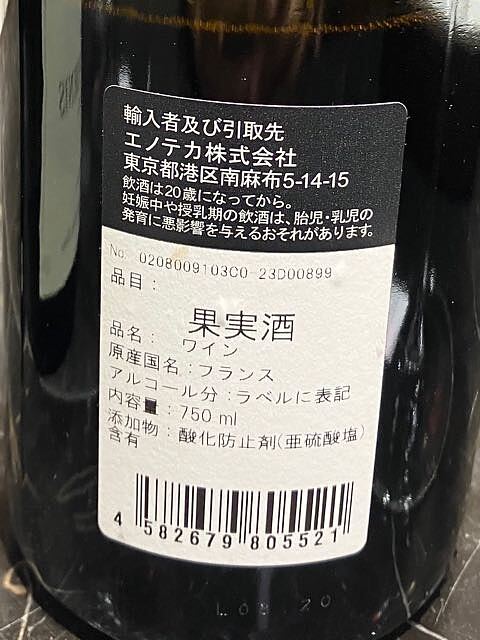 輸入者及び引取先
エノテカ株式会社
東京都港区南麻布5-14-15
飲酒は20歳になってから。
妊娠中や授乳期の飲酒は、胎児・乳児の
発育に悪影響を与えるおそれがあります。
No. 0208009103C0-23D00899
品目：
果実酒
品名： ワイン
原産国名：フランス
アルコール分：ラベルに表記
内容量：750 ml
添加物：酸化防止剤(亜硫酸塩)
含有
4 582679 805521